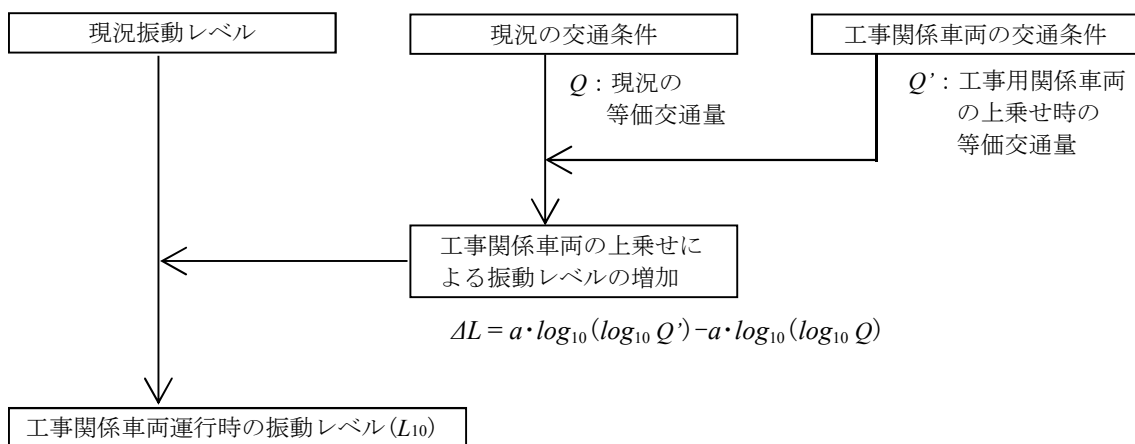 現況振動レベル
現況の交通条件
工事関係車両の交通条件
Q：現況の
等価交通量
Q’：工事用関係車両
の上乗せ時の
等価交通量
工事関係車両の上乗せに
よる振動レベルの増加
ΔL = a・log₁₀(log₁₀ Q’)−a・log₁₀(log₁₀ Q)
工事関係車両運行時の振動レベル(L₁₀)